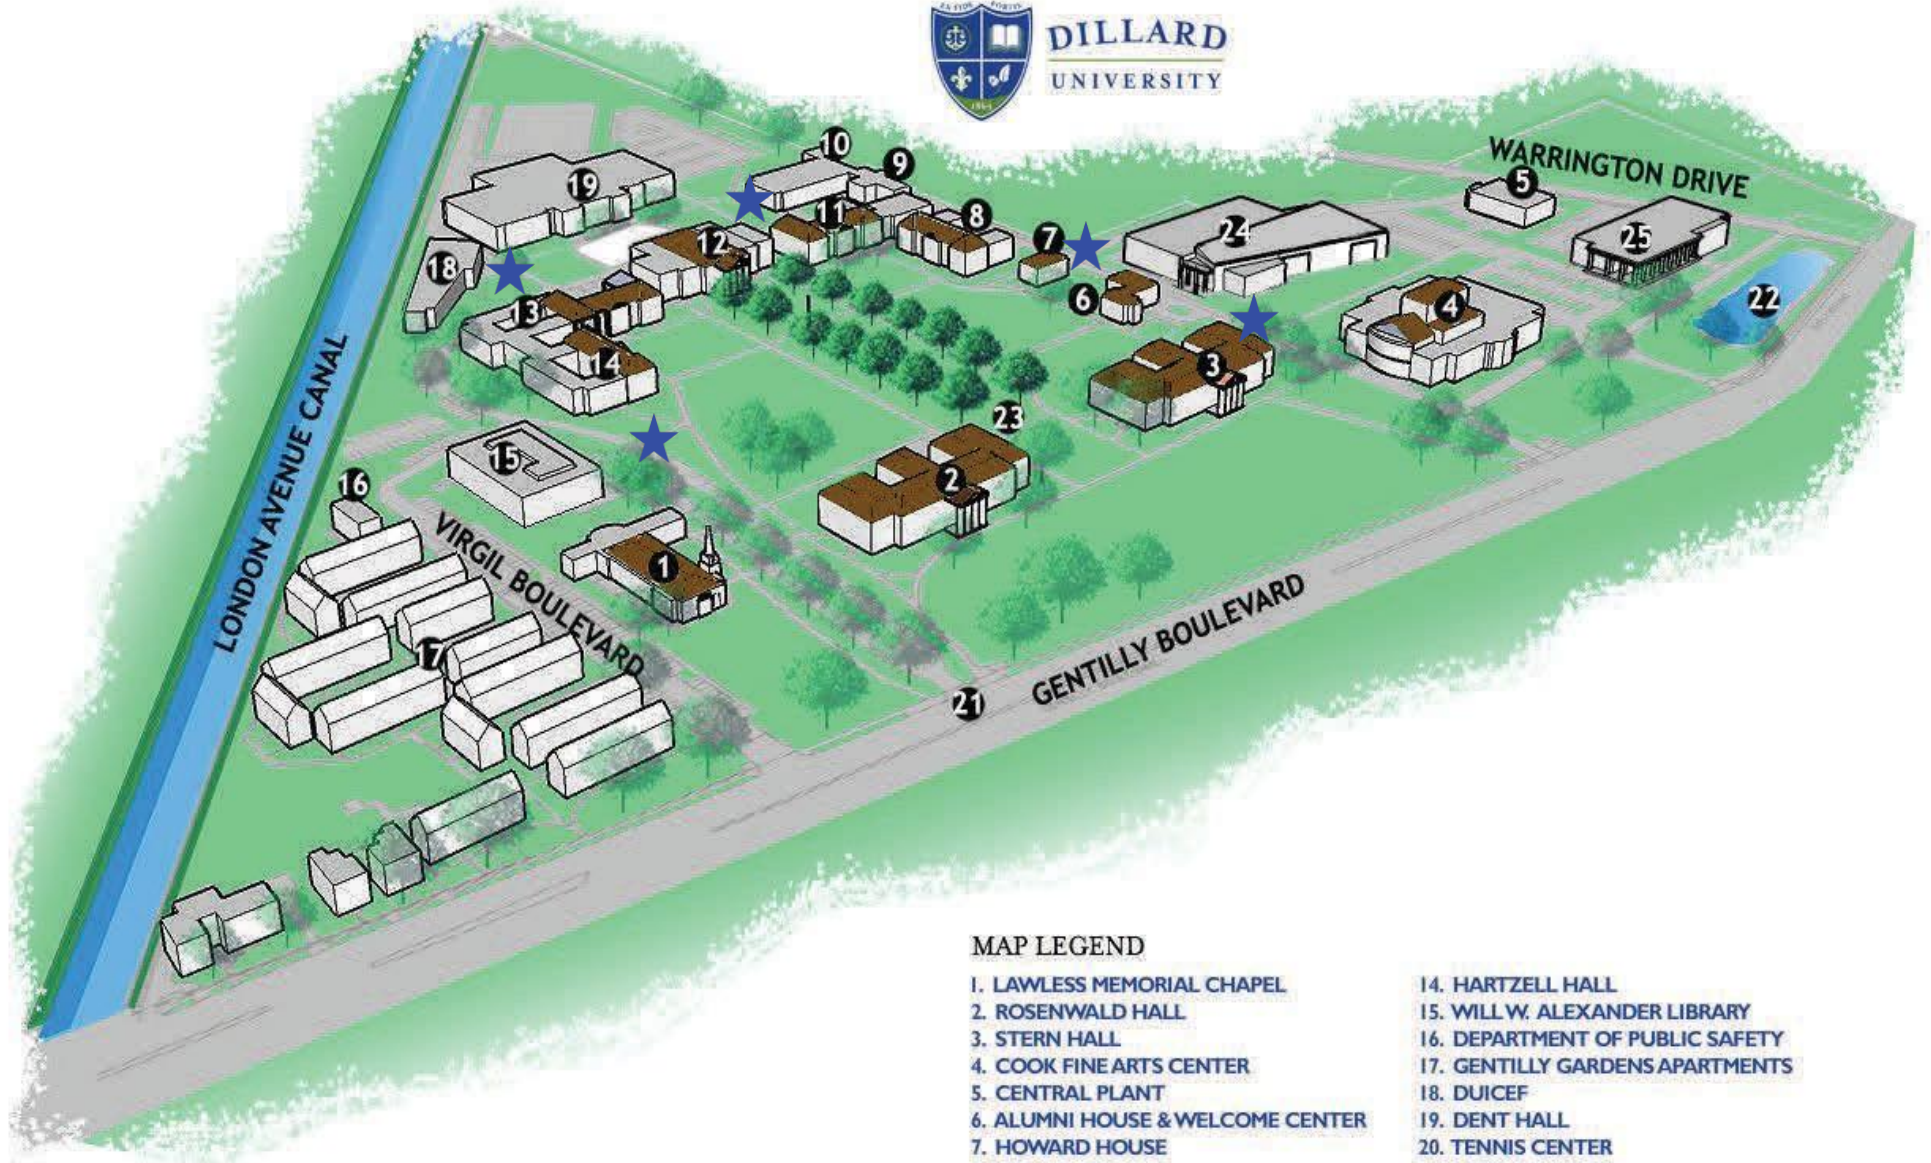 EX FIDE FORTIS
DILLARD
UNIVERSITY
1869
10
9
WARRINGTON DRIVE
19
5
11
8
12
7
24
25
18
6
22
4
13
14
3
23
LONDON AVENUE CANAL
15
2
16
VIRGIL BOULEVARD
1
17
GENTILLY BOULEVARD
21
MAP LEGEND
1. LAWLESS MEMORIAL CHAPEL
2. ROSENWALD HALL
3. STERN HALL
4. COOK FINE ARTS CENTER
5. CENTRAL PLANT
6. ALUMNI HOUSE & WELCOME CENTER
7. HOWARD HOUSE
14. HARTZELL HALL
15. WILL W. ALEXANDER LIBRARY
16. DEPARTMENT OF PUBLIC SAFETY
17. GENTILLY GARDENS APARTMENTS
18. DUICEF
19. DENT HALL
20. TENNIS CENTER